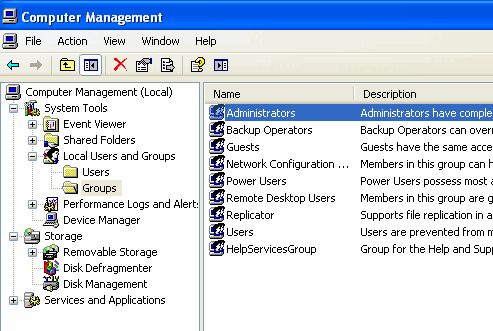 Computer Management
File Action View Window Help
Computer Management (Local)
System Tools
Event Viewer
Shared Folders
Local Users and Groups
Users
Groups
Performance Logs and Alerts
Device Manager
Storage
Removable Storage
Disk Defragmenter
Disk Management
Services and Applications
Name Description
Administrators Administrators have comple
Backup Operators Backup Operators can over
Guests Guests have the same acce
Network Configuration ... Members in this group can h
Power Users Power Users possess most a
Remote Desktop Users Members in this group are g
Replicator Supports file replication in a
Users Users are prevented from m
HelpServicesGroup Group for the Help and Supp